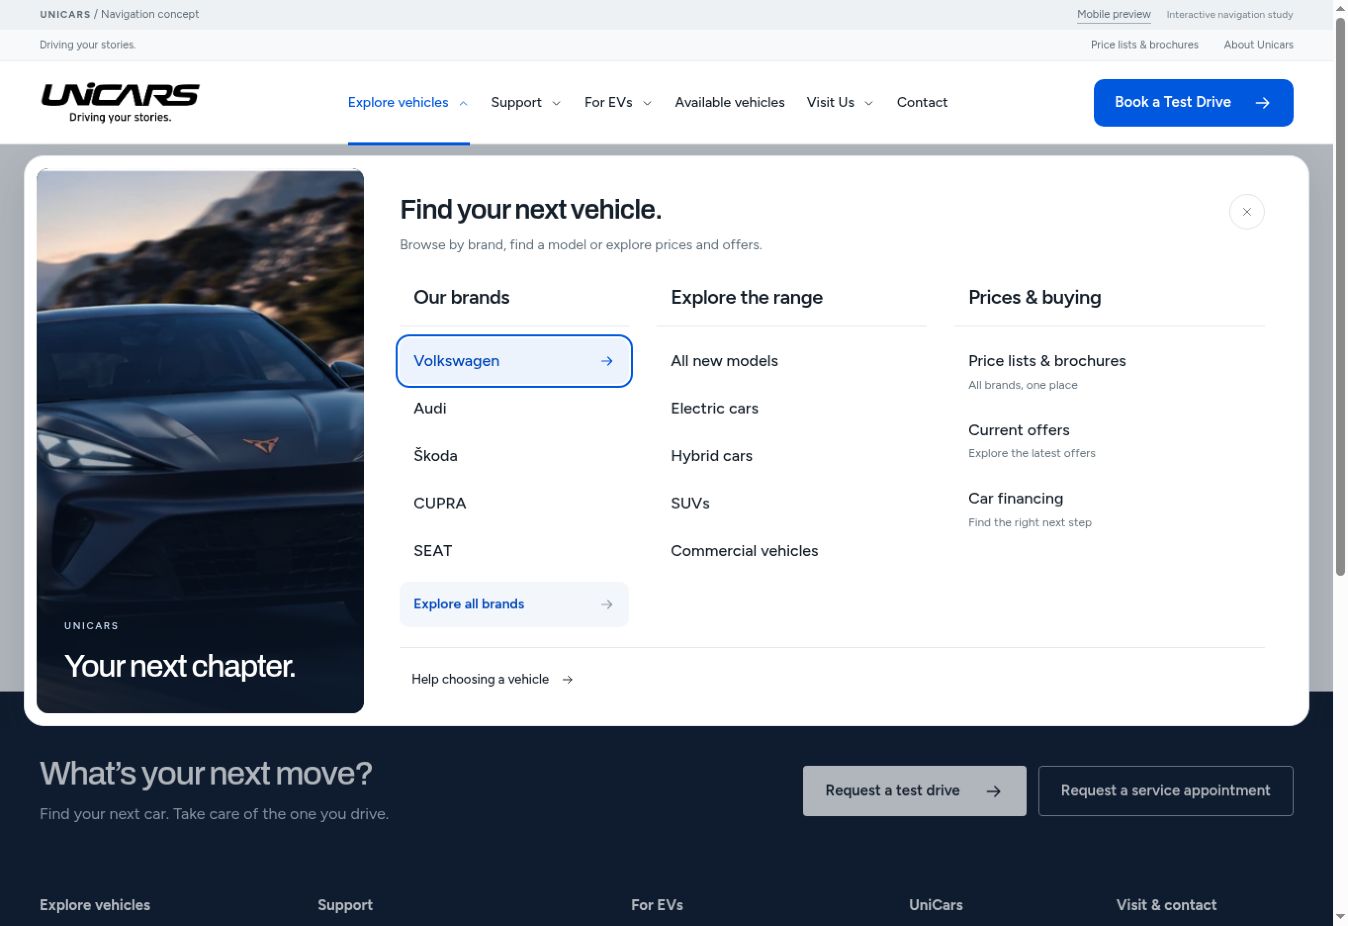 UNICARS / Navigation concept
Mobile preview
Interactive navigation study
Driving your stories.
Price lists & brochures
About Unicars
UNiCARS
Driving your stories.
Explore vehicles
Support
For EVs
Available vehicles
Visit Us
Contact
Book a Test Drive
UNICARS
Your next chapter.
Find your next vehicle.
Browse by brand, find a model or explore prices and offers.
Our brands
Volkswagen
Audi
Škoda
CUPRA
SEAT
Explore all brands
Explore the range
All new models
Electric cars
Hybrid cars
SUVs
Commercial vehicles
Prices & buying
Price lists & brochures
All brands, one place
Current offers
Explore the latest offers
Car financing
Find the right next step
Help choosing a vehicle
What’s your next move?
Find your next car. Take care of the one you drive.
Request a test drive
Request a service appointment
Explore vehicles
Support
For EVs
UniCars
Visit & contact